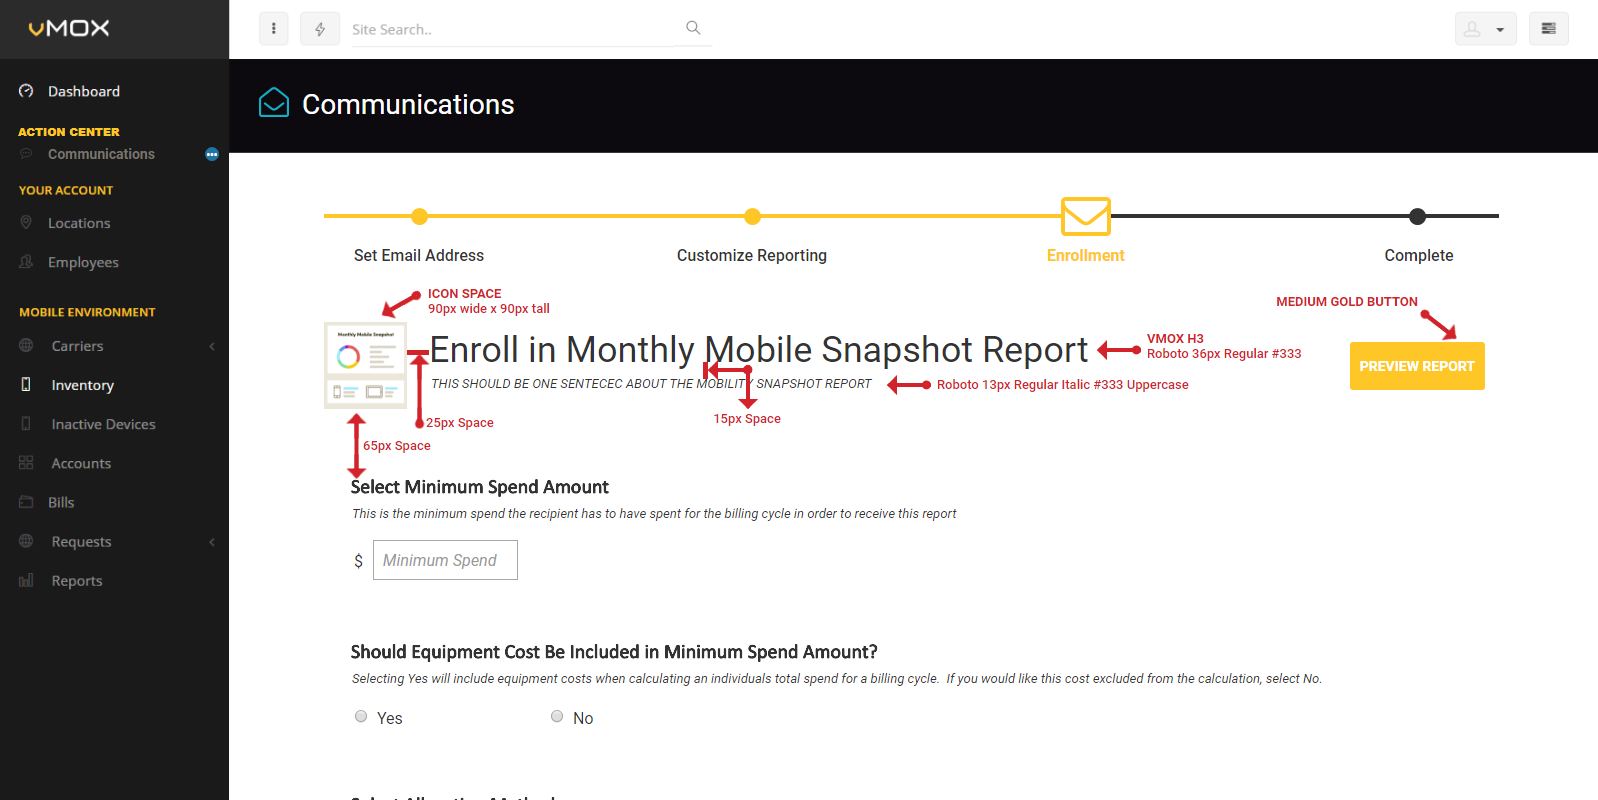 vMOX
Site Search..
Dashboard
ACTION CENTER
Communications
YOUR ACCOUNT
Locations
Employees
MOBILE ENVIRONMENT
Carriers
Inventory
Inactive Devices
Accounts
Bills
Requests
Reports
Communications
Set Email Address
Customize Reporting
Enrollment
Complete
ICON SPACE
90px wide x 90px tall
MEDIUM GOLD BUTTON
Monthly Mobile Snapshot
Enroll in Monthly Mobile Snapshot Report
VMOX H3
Roboto 36px Regular #333
PREVIEW REPORT
THIS SHOULD BE ONE SENTECEC ABOUT THE MOBILITY SNAPSHOT REPORT
Roboto 13px Regular Italic #333 Uppercase
25px Space
15px Space
65px Space
Select Minimum Spend Amount
This is the minimum spend the recipient has to have spent for the billing cycle in order to receive this report
$ Minimum Spend
Should Equipment Cost Be Included in Minimum Spend Amount?
Selecting Yes will include equipment costs when calculating an individuals total spend for a billing cycle. If you would like this cost excluded from the calculation, select No.
Yes
No